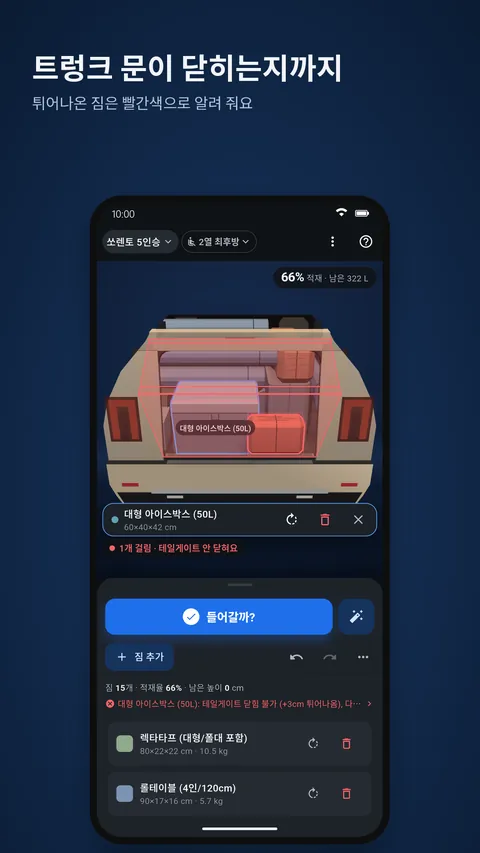 트렁크 문이 닫히는지까지
튀어나온 짐은 빨간색으로 알려 줘요
10:00
쏘렌토 5인승
2열 최후방
66% 적재 · 남은 322 L
대형 아이스박스 (50L)
대형 아이스박스 (50L)
60×40×42 cm
1개 걸림 · 테일게이트 안 닫혀요
들어갈까?
+ 짐 추가
짐 15개 · 적재율 66% · 남은 높이 0 cm
대형 아이스박스 (50L): 테일게이트 닫힘 불가 (+3cm 튀어나옴), 다…
렉타타프 (대형/폴대 포함)
80×22×22 cm · 10.5 kg
롤테이블 (4인/120cm)
90×17×16 cm · 5.7 kg